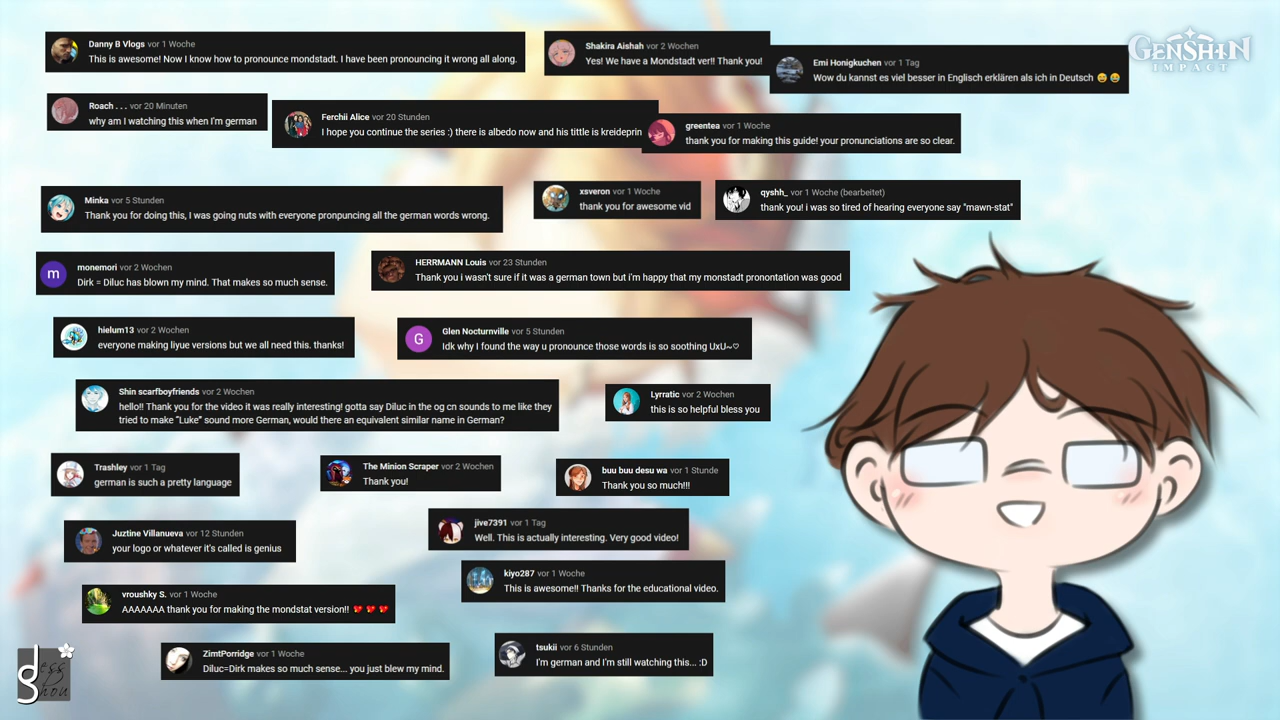 Danny B Vlogs vor 1 Woche
This is awesome! Now I know how to pronounce mondstadt. I have been pronouncing it wrong all along.
Shakira Aishah vor 2 Wochen
Yes! We have a Mondstadt ver!! Thank you!
Emi Honigkuchen vor 1 Tag
Wow du kannst es viel besser in Englisch erklären als ich in Deutsch 😅😂
GENSHIN
IMPACT
Roach . . . vor 20 Minuten
why am I watching this when I'm german
Ferchii Alice vor 20 Stunden
I hope you continue the series :) there is albedo now and his tittle is kreideprin
greentea vor 1 Woche
thank you for making this guide! your pronunciations are so clear.
Minka vor 5 Stunden
Thank you for doing this, I was going nuts with everyone pronpuncing all the german words wrong.
xsveron vor 1 Woche
thank you for awesome vid
qyshh_ vor 1 Woche (bearbeitet)
thank you! i was so tired of hearing everyone say "mawn-stat"
m
monemori vor 2 Wochen
Dirk = Diluc has blown my mind. That makes so much sense.
HERRMANN Louis vor 23 Stunden
Thank you i wasn't sure if it was a german town but i'm happy that my monstadt pronontation was good
hielum13 vor 2 Wochen
everyone making liyue versions but we all need this. thanks!
G
Glen Nocturnville vor 5 Stunden
Idk why I found the way u pronounce those words is so soothing UxU~♡
Shin scarfboyfriends vor 2 Wochen
hello!! Thank you for the video it was really interesting! gotta say Diluc in the og cn sounds to me like they
tried to make "Luke" sound more German, would there an equivalent similar name in German?
Lyrratic vor 2 Wochen
this is so helpful bless you
Trashley vor 1 Tag
german is such a pretty language
The Minion Scraper vor 2 Wochen
Thank you!
buu buu desu wa vor 1 Stunde
Thank you so much!!!
Juztine Villanueva vor 12 Stunden
your logo or whatever it's called is genius
jive7391 vor 1 Tag
Well. This is actually interesting. Very good video!
vroushky S. vor 1 Woche
AAAAAAA thank you for making the mondstat version!! 💖💖💖
kiyo287 vor 1 Woche
This is awesome!! Thanks for the educational video.
ZimtPorridge vor 1 Woche
Diluc=Dirk makes so much sense... you just blew my mind.
tsukii vor 6 Stunden
I'm german and I'm still watching this... :D
dess
ghou